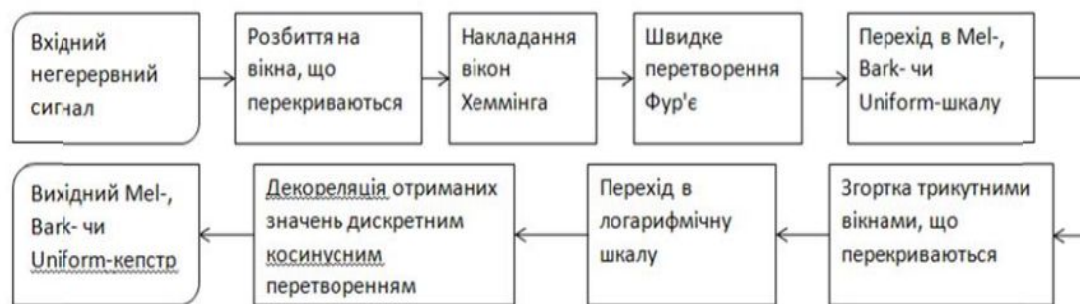 Вхідний
негерервний
сигнал
Розбиття на
вікна, що
перекриваються
Накладання
вікон
Хеммінга
Швидке
перетворення
Фур'є
Перехід в Mel-,
Bark- чи
Uniform-шкалу
Згортка трикутними
вікнами, що
перекриваються
Перехід в
логарифмічну
шкалу
Декореляція отриманих
значень дискретним
косинусним
перетворенням
Вихідний Mel-,
Bark- чи
Uniform-кепстр